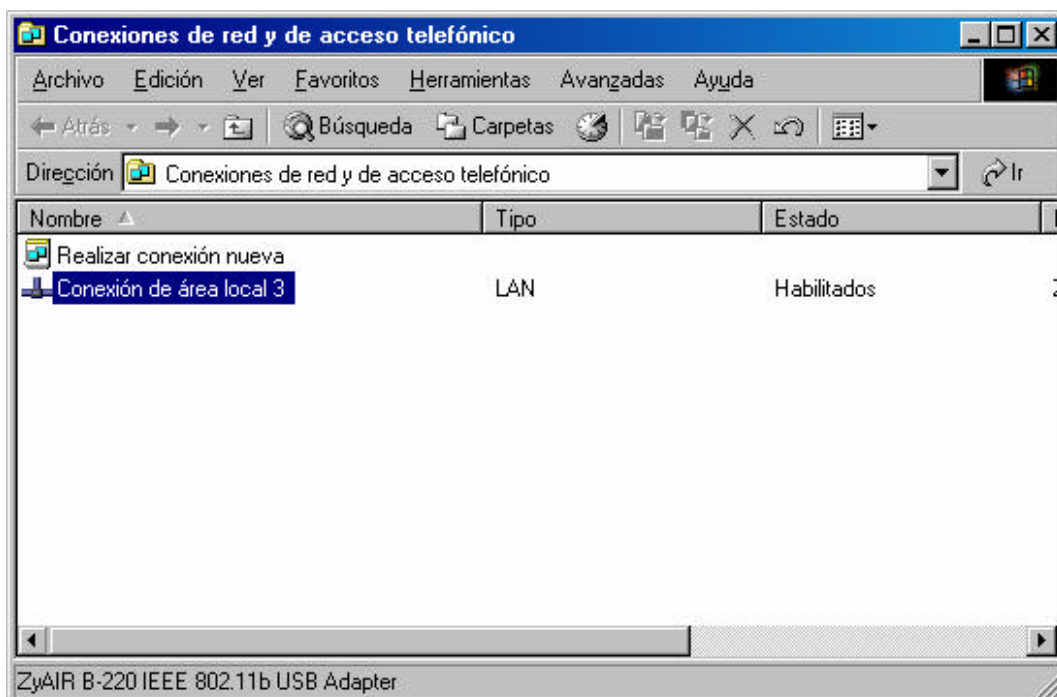 Conexiones de red y de acceso telefónico
Archivo Edición Ver Favoritos Herramientas Avanzadas Ayuda
Atrás Búsqueda Carpetas
Dirección Conexiones de red y de acceso telefónico Ir
Nombre Tipo Estado
Realizar conexión nueva
Conexión de área local 3 LAN Habilitados
ZyAIR B-220 IEEE 802.11b USB Adapter